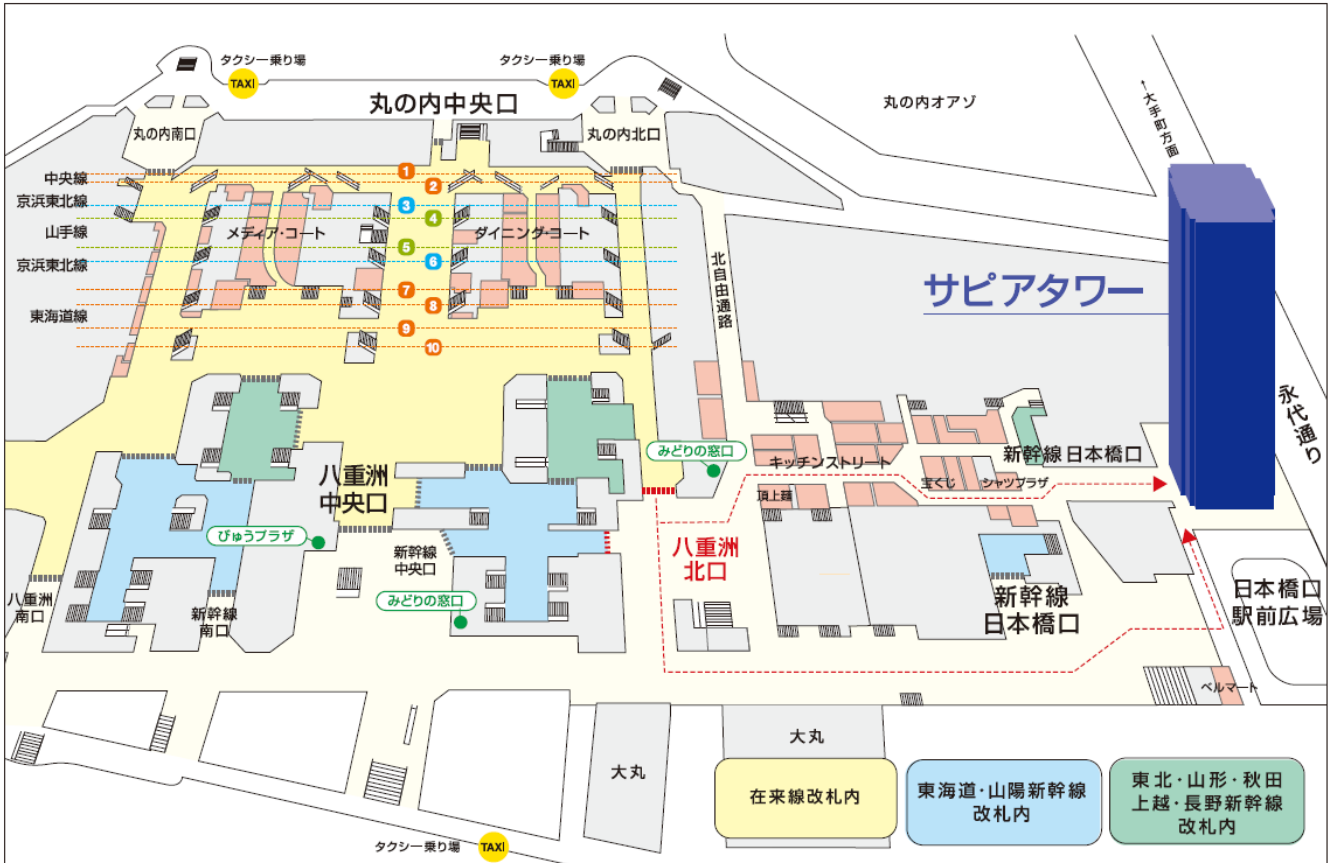 タクシー乗り場
TAXI
タクシー乗り場
TAXI
丸の内中央口
丸の内南口
丸の内北口
丸の内オアゾ
←大手町方面
中央線
京浜東北線
山手線
京浜東北線
東海道線
1
2
3
4
5
6
7
8
9
10
メディア・コート
ダイニング・コート
北自由通路
サピアタワー
永代通り
みどりの窓口
キッチンストリート
新幹線 日本橋口
頂上麺
宝くじ
シャツプラザ
八重洲
中央口
びゅうプラザ
新幹線
中央口
みどりの窓口
八重洲
北口
八重洲
南口
新幹線
南口
新幹線
日本橋口
日本橋口
駅前広場
ベルマート
大丸
大丸
タクシー乗り場
TAXI
在来線改札内
東海道・山陽新幹線
改札内
東北・山形・秋田
上越・長野新幹線
改札内